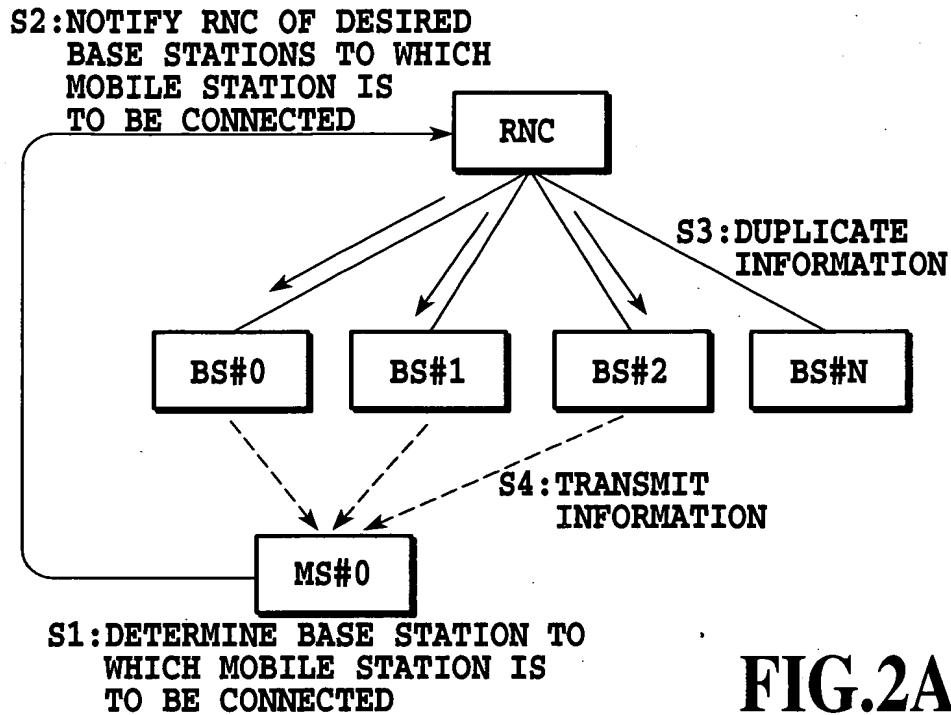 S2:NOTIFY RNC OF DESIRED
BASE STATIONS TO WHICH
MOBILE STATION IS
TO BE CONNECTED
RNC
S3:DUPLICATE
INFORMATION
BS#0
BS#1
BS#2
BS#N
S4:TRANSMIT
INFORMATION
MS#0
S1:DETERMINE BASE STATION TO
WHICH MOBILE STATION IS
TO BE CONNECTED
FIG.2A